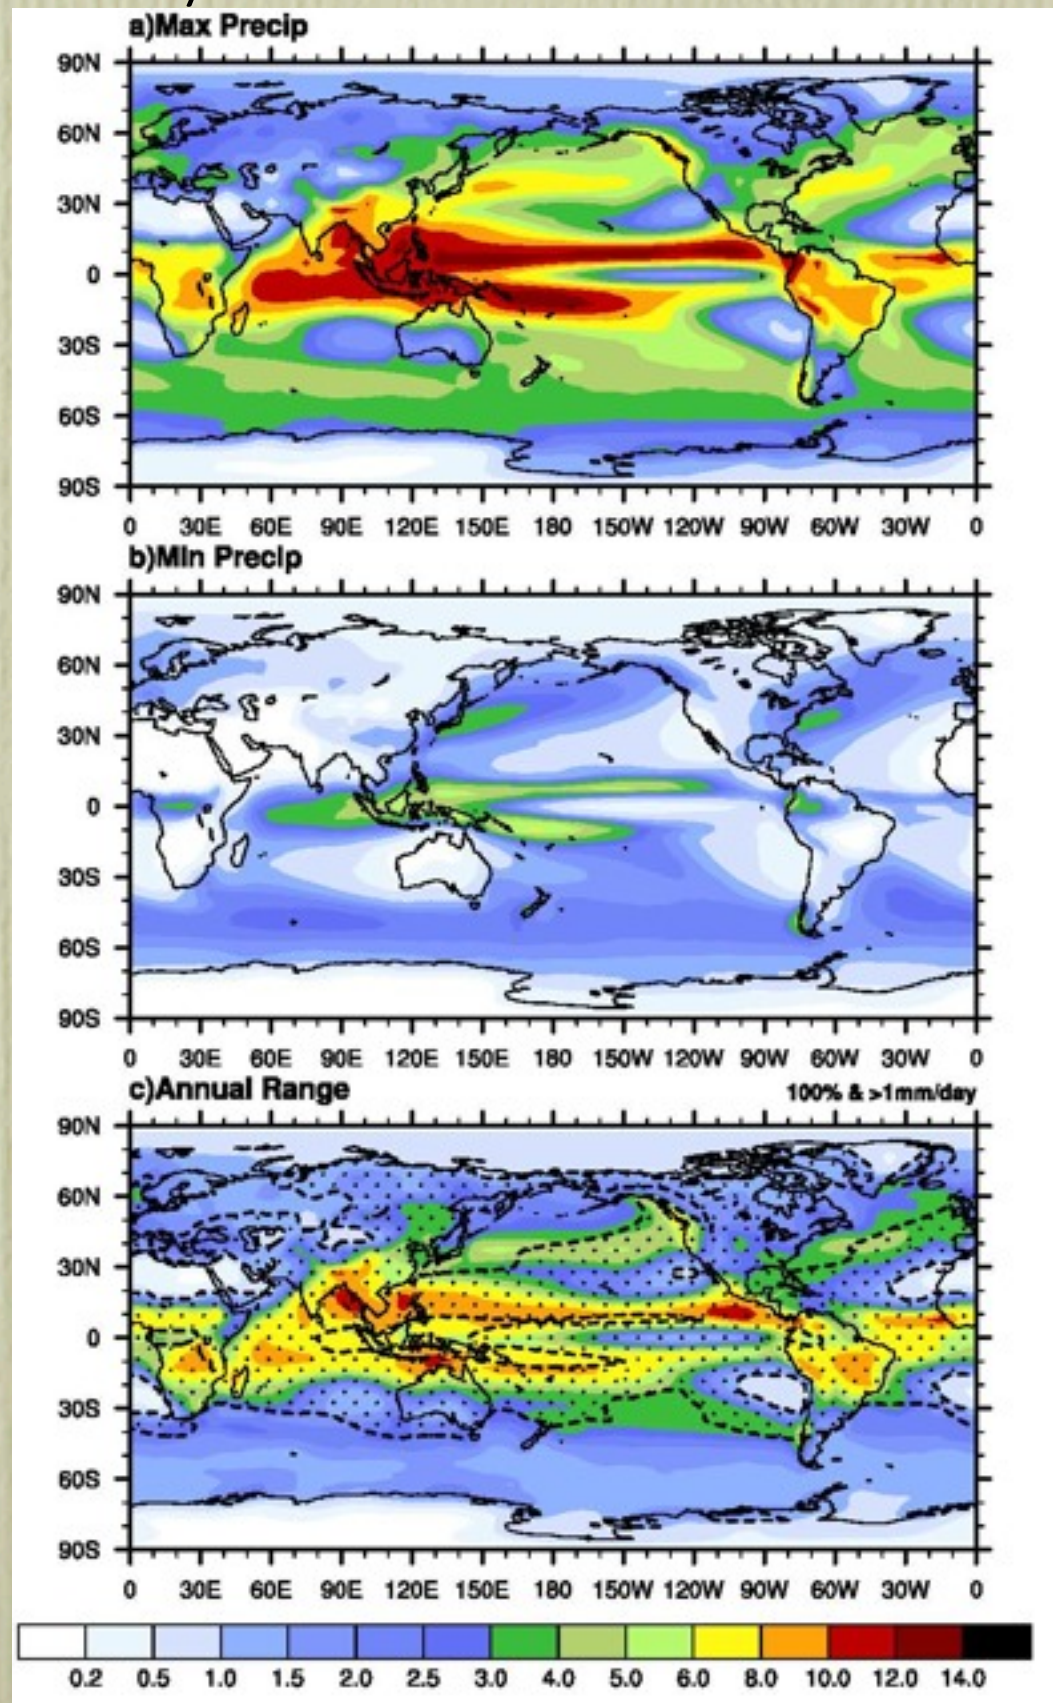 a)Max Precip
90N
60N
30N
0
30S
60S
90S
0 30E 60E 90E 120E 150E 180 150W 120W 90W 60W 30W 0
b)Min Precip
90N
60N
30N
0
30S
60S
90S
0 30E 60E 90E 120E 150E 180 150W 120W 90W 60W 30W 0
c)Annual Range 100% & >1mm/day
90N
60N
30N
0
30S
60S
90S
0 30E 60E 90E 120E 150E 180 150W 120W 90W 60W 30W 0
0.2 0.5 1.0 1.5 2.0 2.5 3.0 4.0 5.0 6.0 8.0 10.0 12.0 14.0